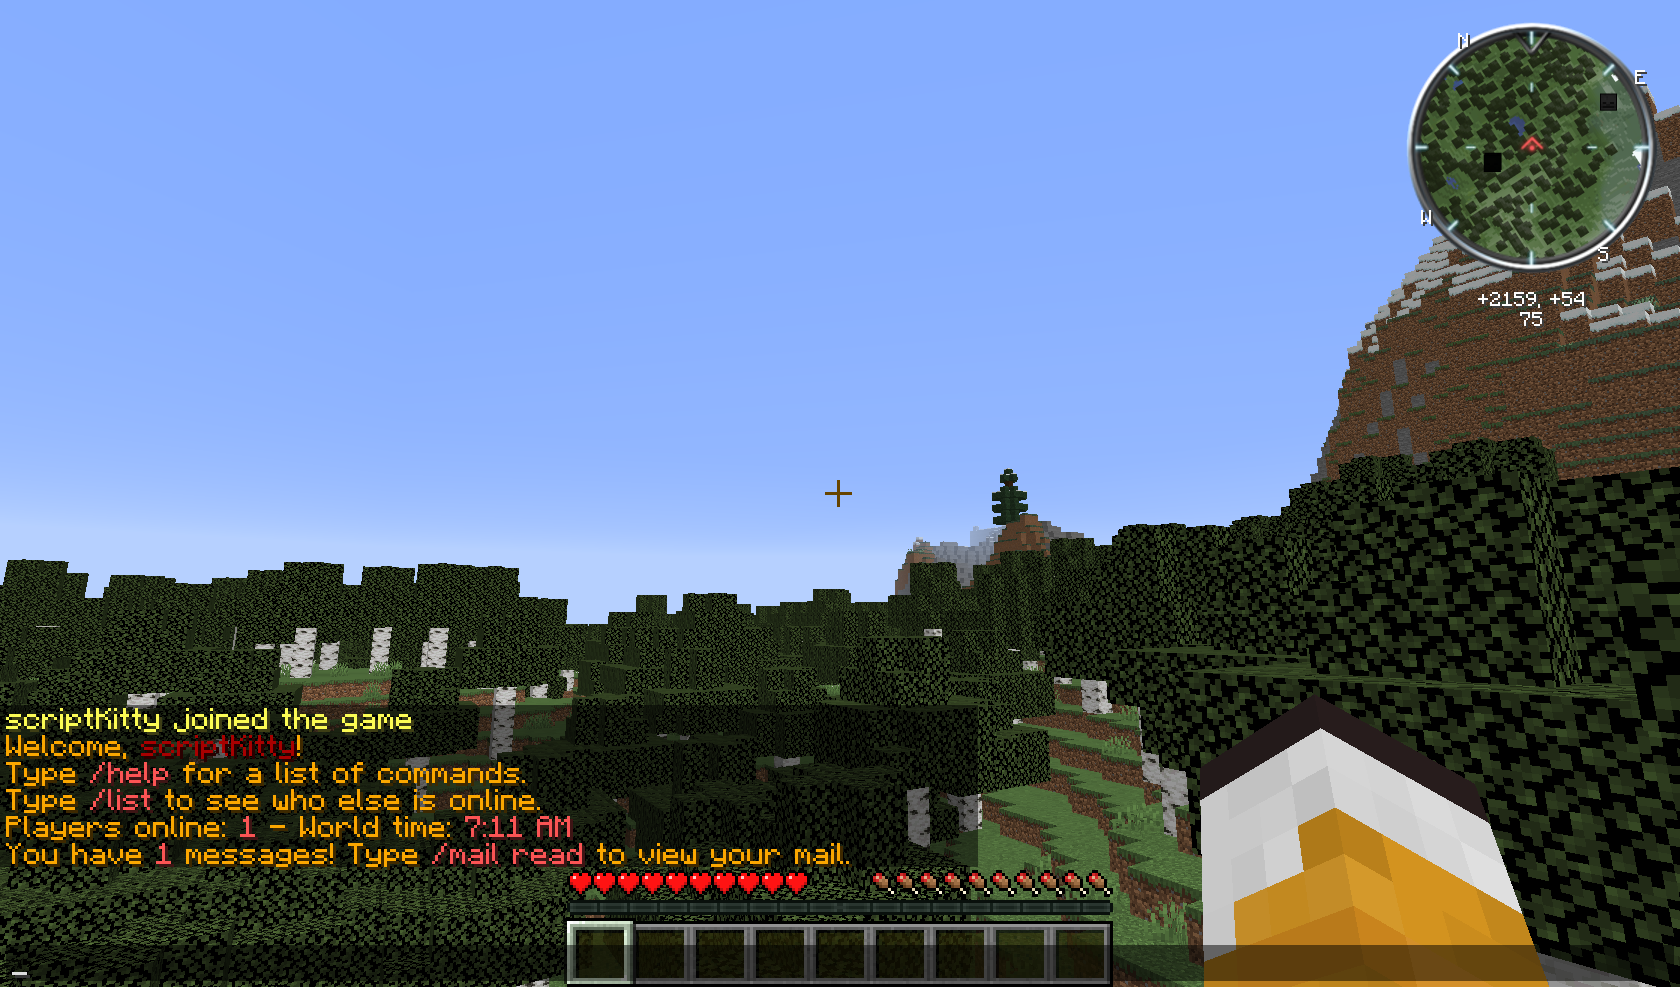 N
E
W
S
+2159, +54
75
scriptKitty joined the game
Welcome, scriptKitty!
Type /help for a list of commands.
Type /list to see who else is online.
Players online: 1 - World time: 7:11 AM
You have 1 messages! Type /mail read to view your mail.
_